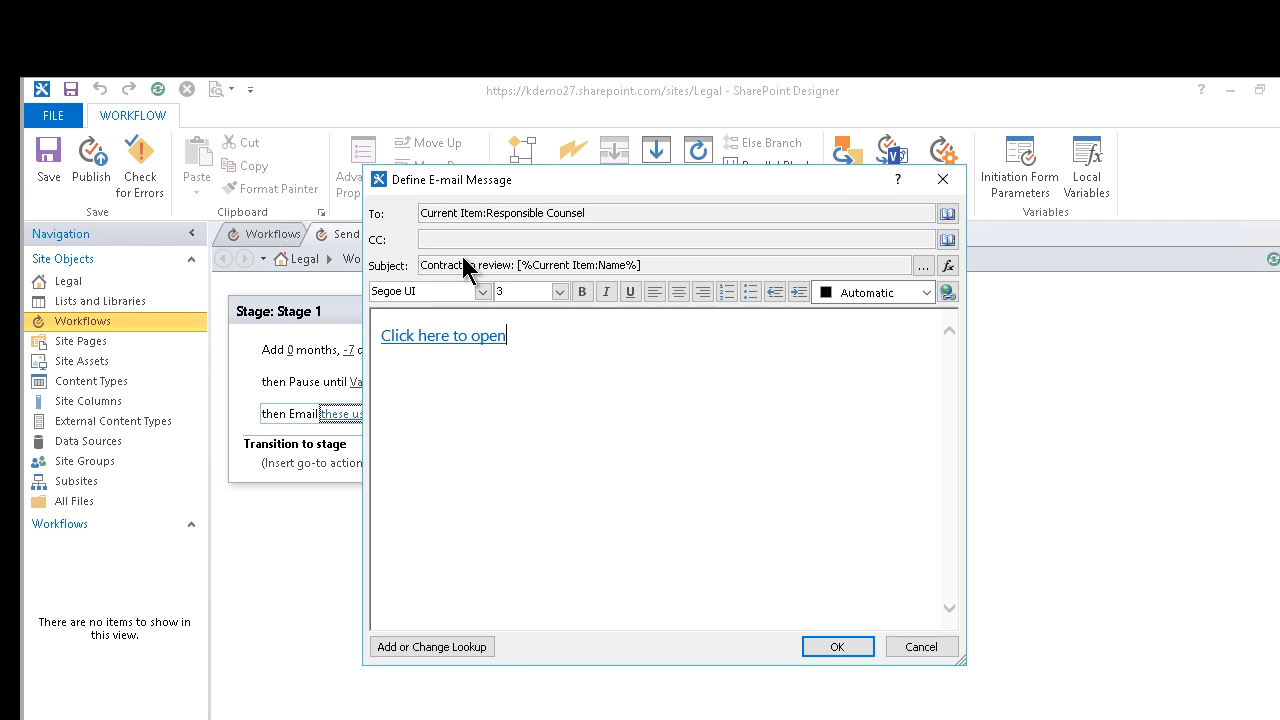 https://kdemo27.sharepoint.com/sites/Legal - SharePoint Designer
?
FILE
WORKFLOW
Save
Publish
Check for Errors
Save
Paste
Cut
Copy
Format Painter
Clipboard
Move Up
Else Branch
Initiation Form Parameters
Local Variables
Variables
Navigation
Site Objects
Legal
Lists and Libraries
Workflows
Site Pages
Site Assets
Content Types
Site Columns
External Content Types
Data Sources
Site Groups
Subsites
All Files
Workflows
There are no items to show in
this view.
Workflows
Send
Legal
Stage: Stage 1
Add 0 months, -7
then Pause until
then Email these
Transition to stage
(Insert go-to action
Define E-mail Message
?
To:
Current Item:Responsible Counsel
CC:
Subject:
review: [%Current Item:Name%]
...
fx
Segoe UI
3
B
I
U
Automatic
Click here to open
Add or Change Lookup
OK
Cancel